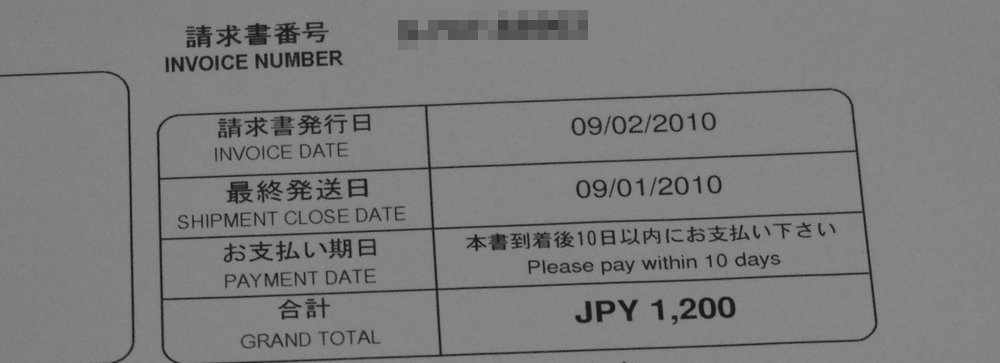 請求書番号
INVOICE NUMBER
請求書発行日
INVOICE DATE
09/02/2010
最終発送日
SHIPMENT CLOSE DATE
09/01/2010
お支払い期日
PAYMENT DATE
本書到着後10日以内にお支払い下さい
Please pay within 10 days
合計
GRAND TOTAL
JPY 1,200